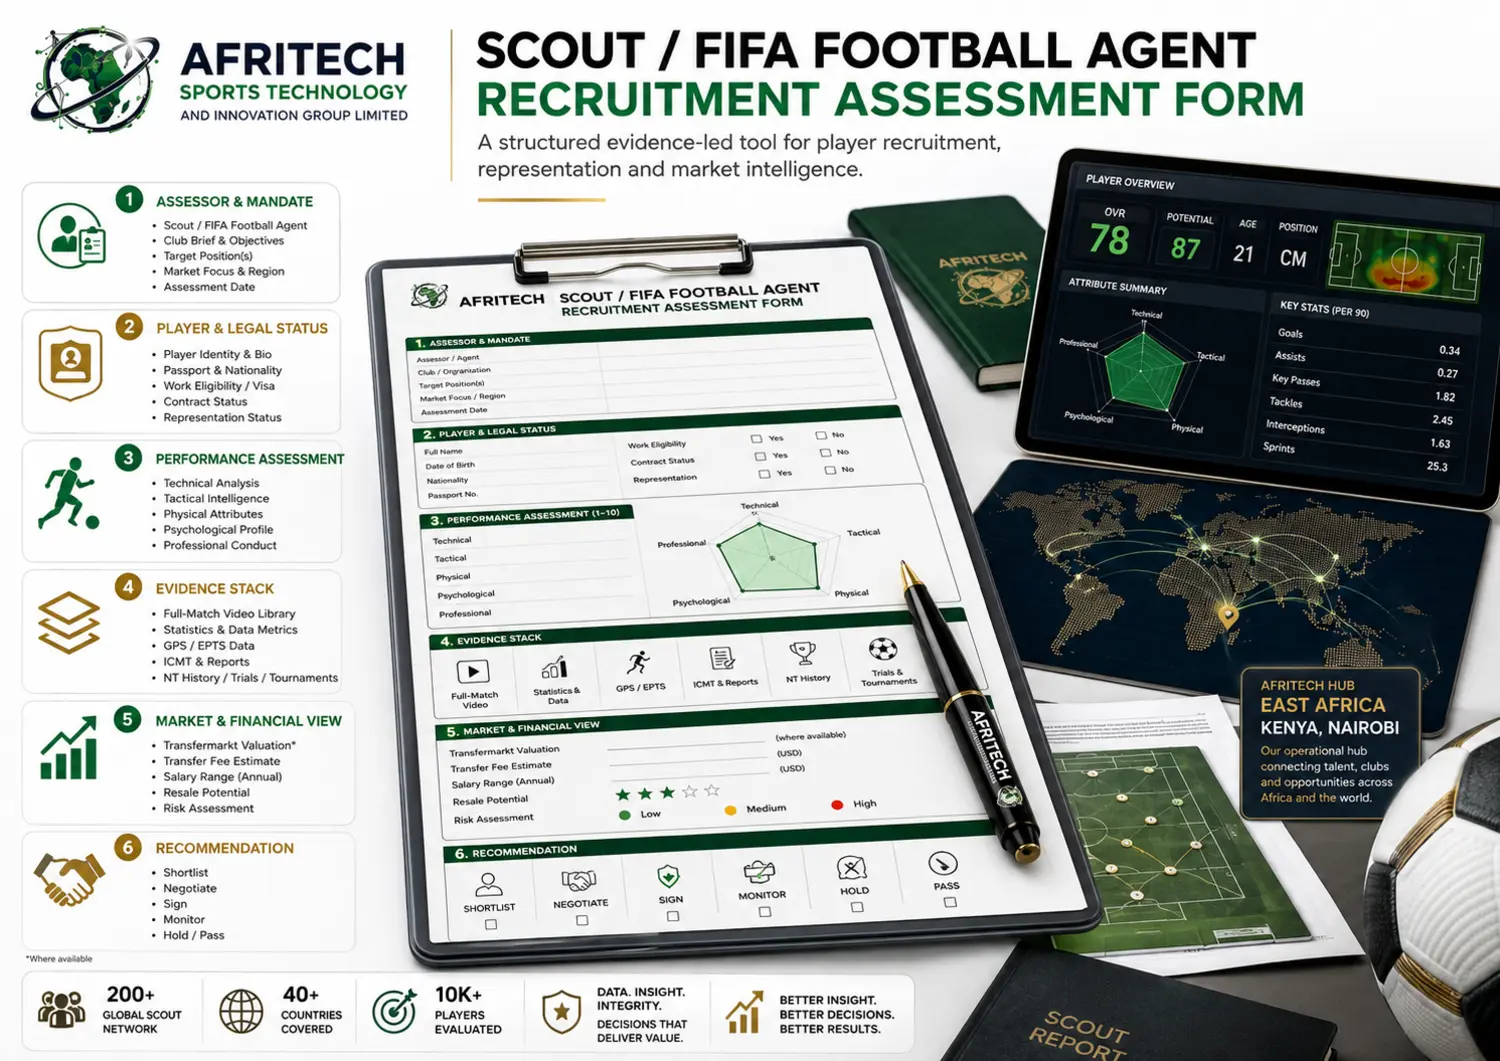 AFRITECH
SPORTS TECHNOLOGY
AND INNOVATION GROUP LIMITED
SCOUT / FIFA FOOTBALL AGENT
RECRUITMENT ASSESSMENT FORM
A structured evidence-led tool for player recruitment,
representation and market intelligence.
1 ASSESSOR & MANDATE
• Scout / FIFA Football Agent
• Club Brief & Objectives
• Target Position(s)
• Market Focus & Region
• Assessment Date
2 PLAYER & LEGAL STATUS
• Player Identity & Bio
• Passport & Nationality
• Work Eligibility / Visa
• Contract Status
• Representation Status
3 PERFORMANCE ASSESSMENT
• Technical Analysis
• Tactical Intelligence
• Physical Attributes
• Psychological Profile
• Professional Conduct
4 EVIDENCE STACK
• Full-Match Video Library
• Statistics & Data Metrics
• GPS / EPTS Data
• ICMT & Reports
• NT History / Trials / Tournaments
5 MARKET & FINANCIAL VIEW
• Transfermarkt Valuation*
• Transfer Fee Estimate
• Salary Range (Annual)
• Resale Potential
• Risk Assessment
6 RECOMMENDATION
• Shortlist
• Negotiate
• Sign
• Monitor
• Hold / Pass
*Where available
AFRITECH SCOUT / FIFA FOOTBALL AGENT
RECRUITMENT ASSESSMENT FORM
1. ASSESSOR & MANDATE
Assessor / Agent
Club / Organization
Target Position(s)
Market Focus / Region
Assessment Date
2. PLAYER & LEGAL STATUS
Full Name
Date of Birth
Nationality
Passport No.
Work Eligibility Yes No
Contract Status Yes No
Representation Yes No
3. PERFORMANCE ASSESSMENT (1-10)
Technical
Tactical
Physical
Psychological
Professional
Technical
Tactical
Physical
Psychological
Professional
4. EVIDENCE STACK
Full-Match
Video
Statistics &
Data
GPS / EPTS
ICMT & Reports
NT History
Trials &
Tournaments
5. MARKET & FINANCIAL VIEW
Transfermarkt Valuation (where available)
Transfer Fee Estimate (USD)
Salary Range (Annual) (USD)
Resale Potential
Risk Assessment Low Medium High
6. RECOMMENDATION
SHORTLIST
NEGOTIATE
SIGN
MONITOR
HOLD
PASS
AFRITECH
AFRITECH
PLAYER OVERVIEW
OVR
78
POTENTIAL
87
AGE
21
POSITION
CM
ATTRIBUTE SUMMARY
Technical
Tactical
Physical
Psychological
Professional
KEY STATS (PER 90)
Goals 0.34
Assists 0.27
Key Passes 1.82
Tackles 2.45
Interceptions 1.63
Sprints 25.3
AFRITECH HUB
EAST AFRICA
KENYA, NAIROBI
Our operational hub
connecting talent, clubs
and opportunities across
Africa and the world.
SCOUT
REPORT
200+
GLOBAL SCOUT
NETWORK
40+
COUNTRIES
COVERED
10K+
PLAYERS
EVALUATED
DATA. INSIGHT.
INTEGRITY.
DECISIONS THAT
DELIVER VALUE.
BETTER INSIGHT.
BETTER DECISIONS.
BETTER RESULTS.